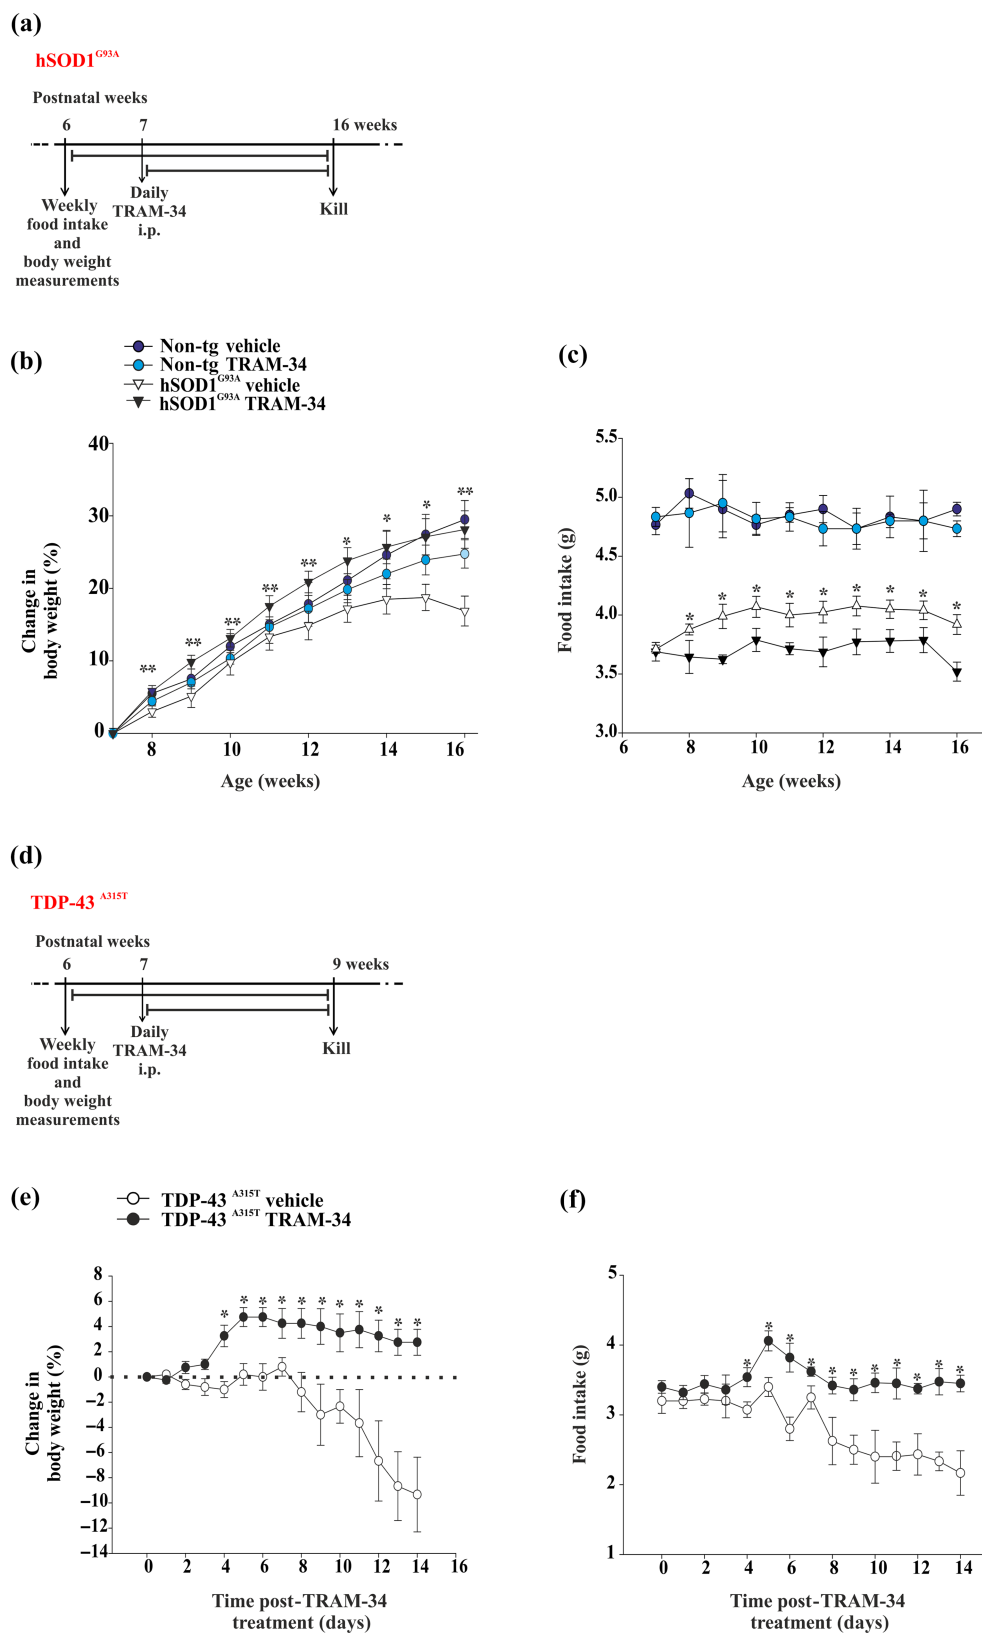 (a)
hSOD1G93A
Postnatal weeks
6 7 16 weeks
Weekly
food intake
and
body weight
measurements
Daily
TRAM-34
i.p.
Kill
(b)
Non-tg vehicle
Non-tg TRAM-34
hSOD1G93A vehicle
hSOD1G93A TRAM-34
Change in
body weight (%)
40
30
20
10
0
** ** ** ** ** * * * **
8 10 12 14 16
Age (weeks)
(c)
Food intake (g)
5.5
5.0
4.5
4.0
3.5
3.0
* * * * * * * * *
6 8 10 12 14 16
Age (weeks)
(d)
TDP-43 A315T
Postnatal weeks
6 7 9 weeks
Weekly
food intake
and
body weight
measurements
Daily
TRAM-34
i.p.
Kill
(e)
TDP-43 A315T vehicle
TDP-43 A315T TRAM-34
Change in
body weight (%)
8
6
4
2
0
−2
−4
−6
−8
−10
−12
−14
* * * * * * * * * * *
0 2 4 6 8 10 12 14 16
Time post-TRAM-34
treatment (days)
(f)
Food intake (g)
5
4
3
2
1
* * * * * * * * * * *
0 2 4 6 8 10 12 14
Time post-TRAM-34
treatment (days)